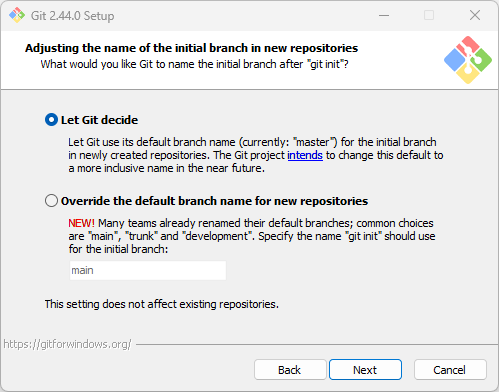 Git 2.44.0 Setup
Adjusting the name of the initial branch in new repositories
What would you like Git to name the initial branch after "git init"?
Let Git decide
Let Git use its default branch name (currently: "master") for the initial branch
in newly created repositories. The Git project intends to change this default to
a more inclusive name in the near future.
Override the default branch name for new repositories
NEW! Many teams already renamed their default branches; common choices
are "main", "trunk" and "development". Specify the name "git init" should use
for the initial branch:
main
This setting does not affect existing repositories.
https://gitforwindows.org/
Back
Next
Cancel